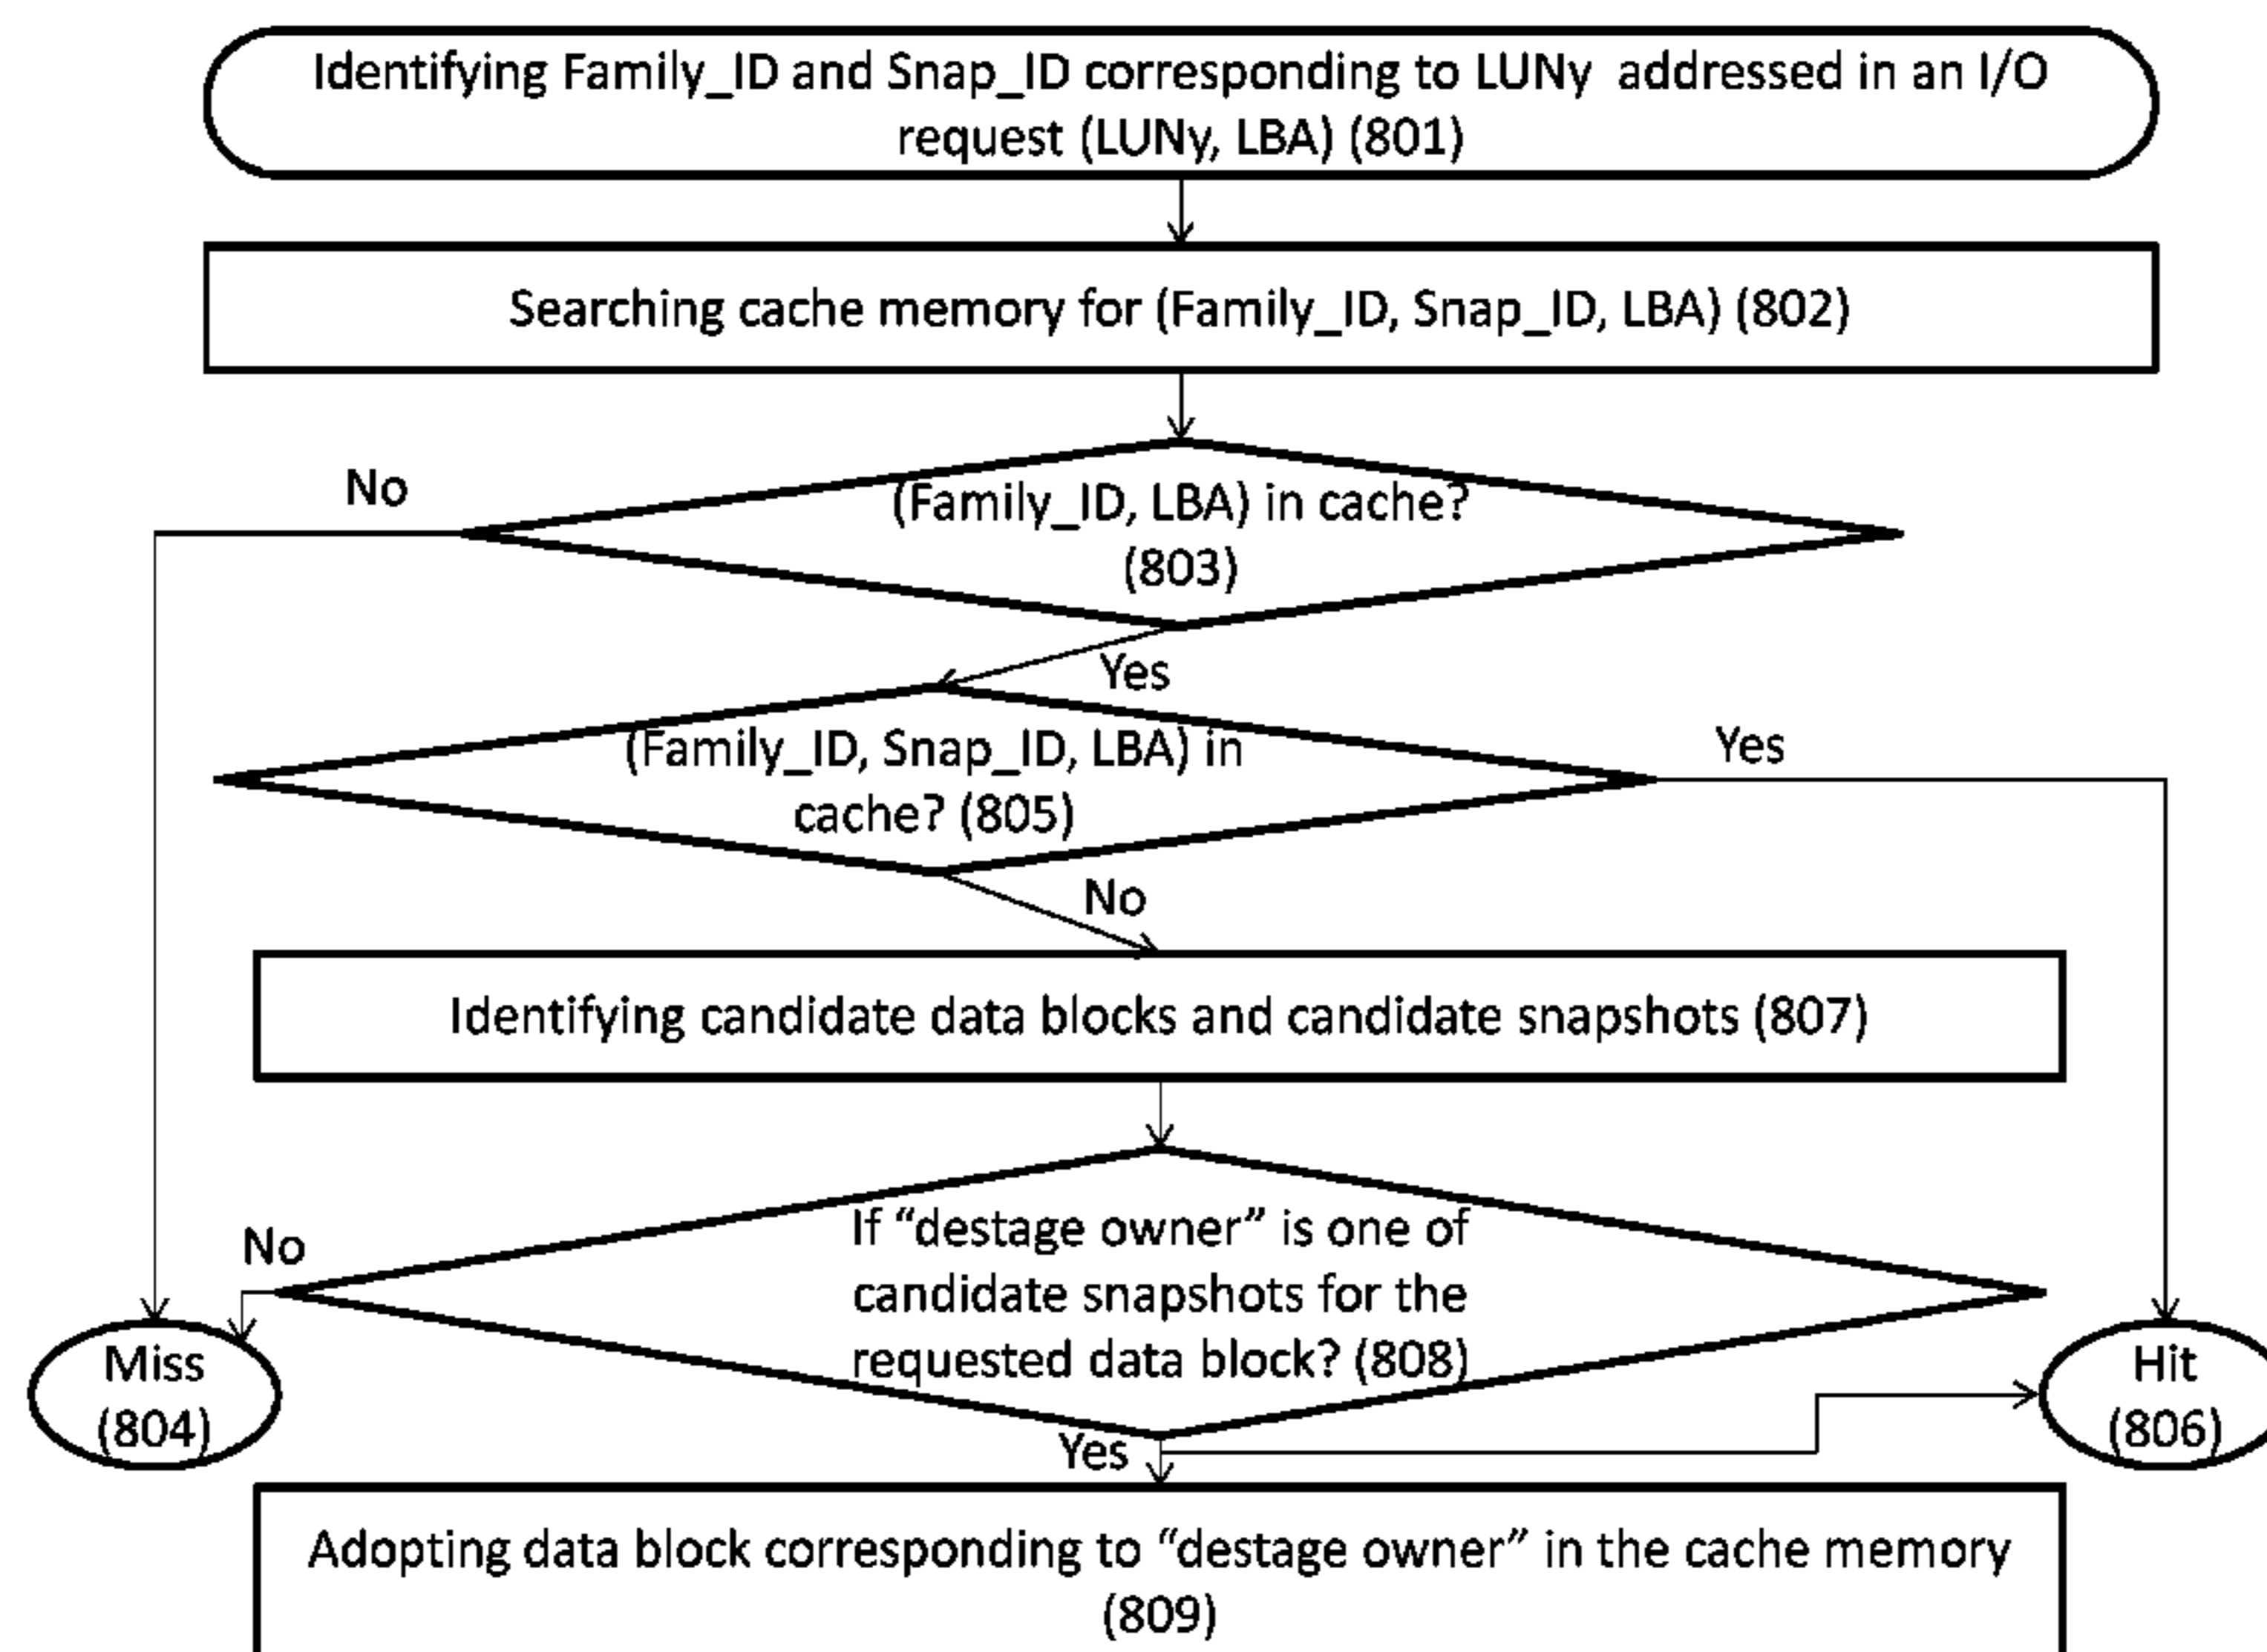 Identifying Family_ID and Snap_ID corresponding to LUNy addressed in an I/O
request (LUNy, LBA) (801)
Searching cache memory for (Family_ID, Snap_ID, LBA) (802)
No
(Family_ID, LBA) in cache?
(803)
Yes
(Family_ID, Snap_ID, LBA) in
cache? (805)
Yes
No
Identifying candidate data blocks and candidate snapshots (807)
No
If “destage owner” is one of
candidate snapshots for the
requested data block? (808)
Miss
(804)
Hit
(806)
Yes
Adopting data block corresponding to “destage owner” in the cache memory
(809)